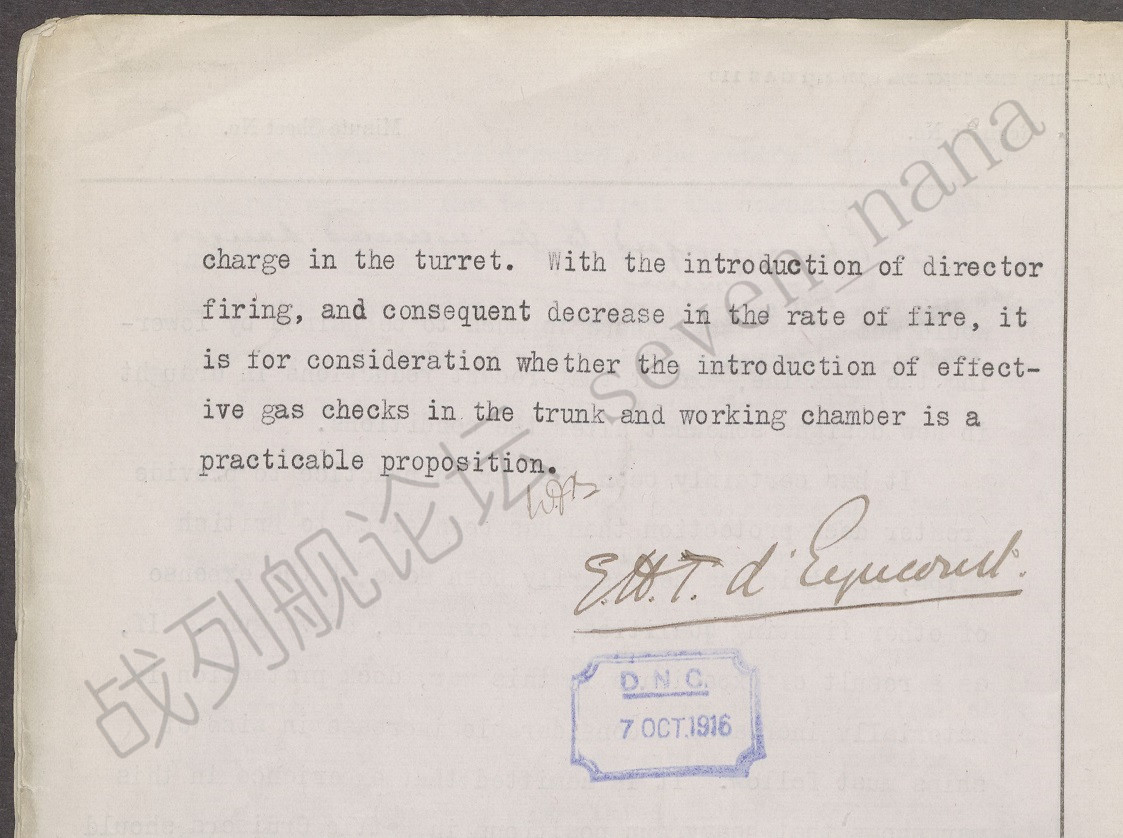 charge in the turret. With the introduction of director
firing, and consequent decrease in the rate of fire, it
is for consideration whether the introduction of effect-
ive gas checks in the trunk and working chamber is a
practicable proposition.
E.H.T. d'Eyncourt.
D.N.C.
7 OCT.1916
战列舰论坛 seven_nana